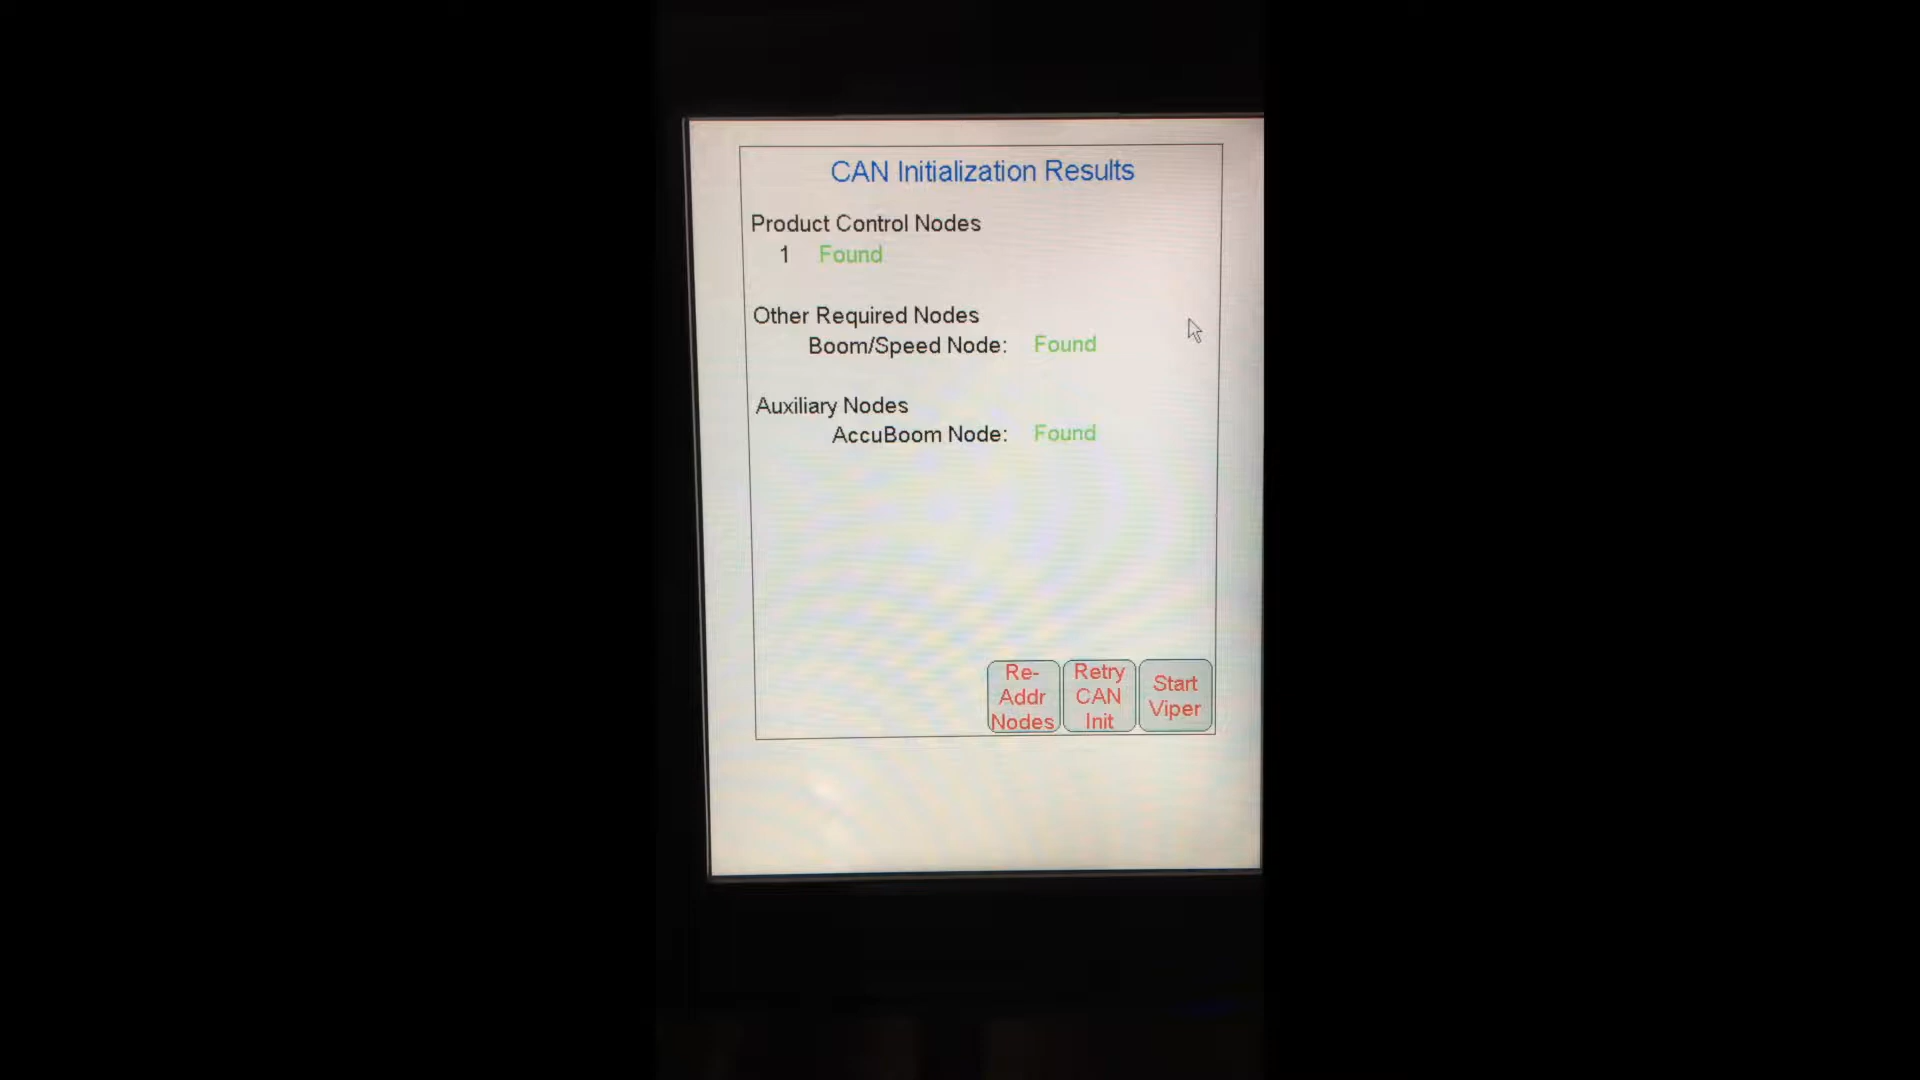 CAN Initialization Results
Product Control Nodes
1 Found
Other Required Nodes
Boom/Speed Node: Found
Auxiliary Nodes
AccuBoom Node: Found
Re-
Addr
Nodes
Retry
CAN
Init
Start
Viper